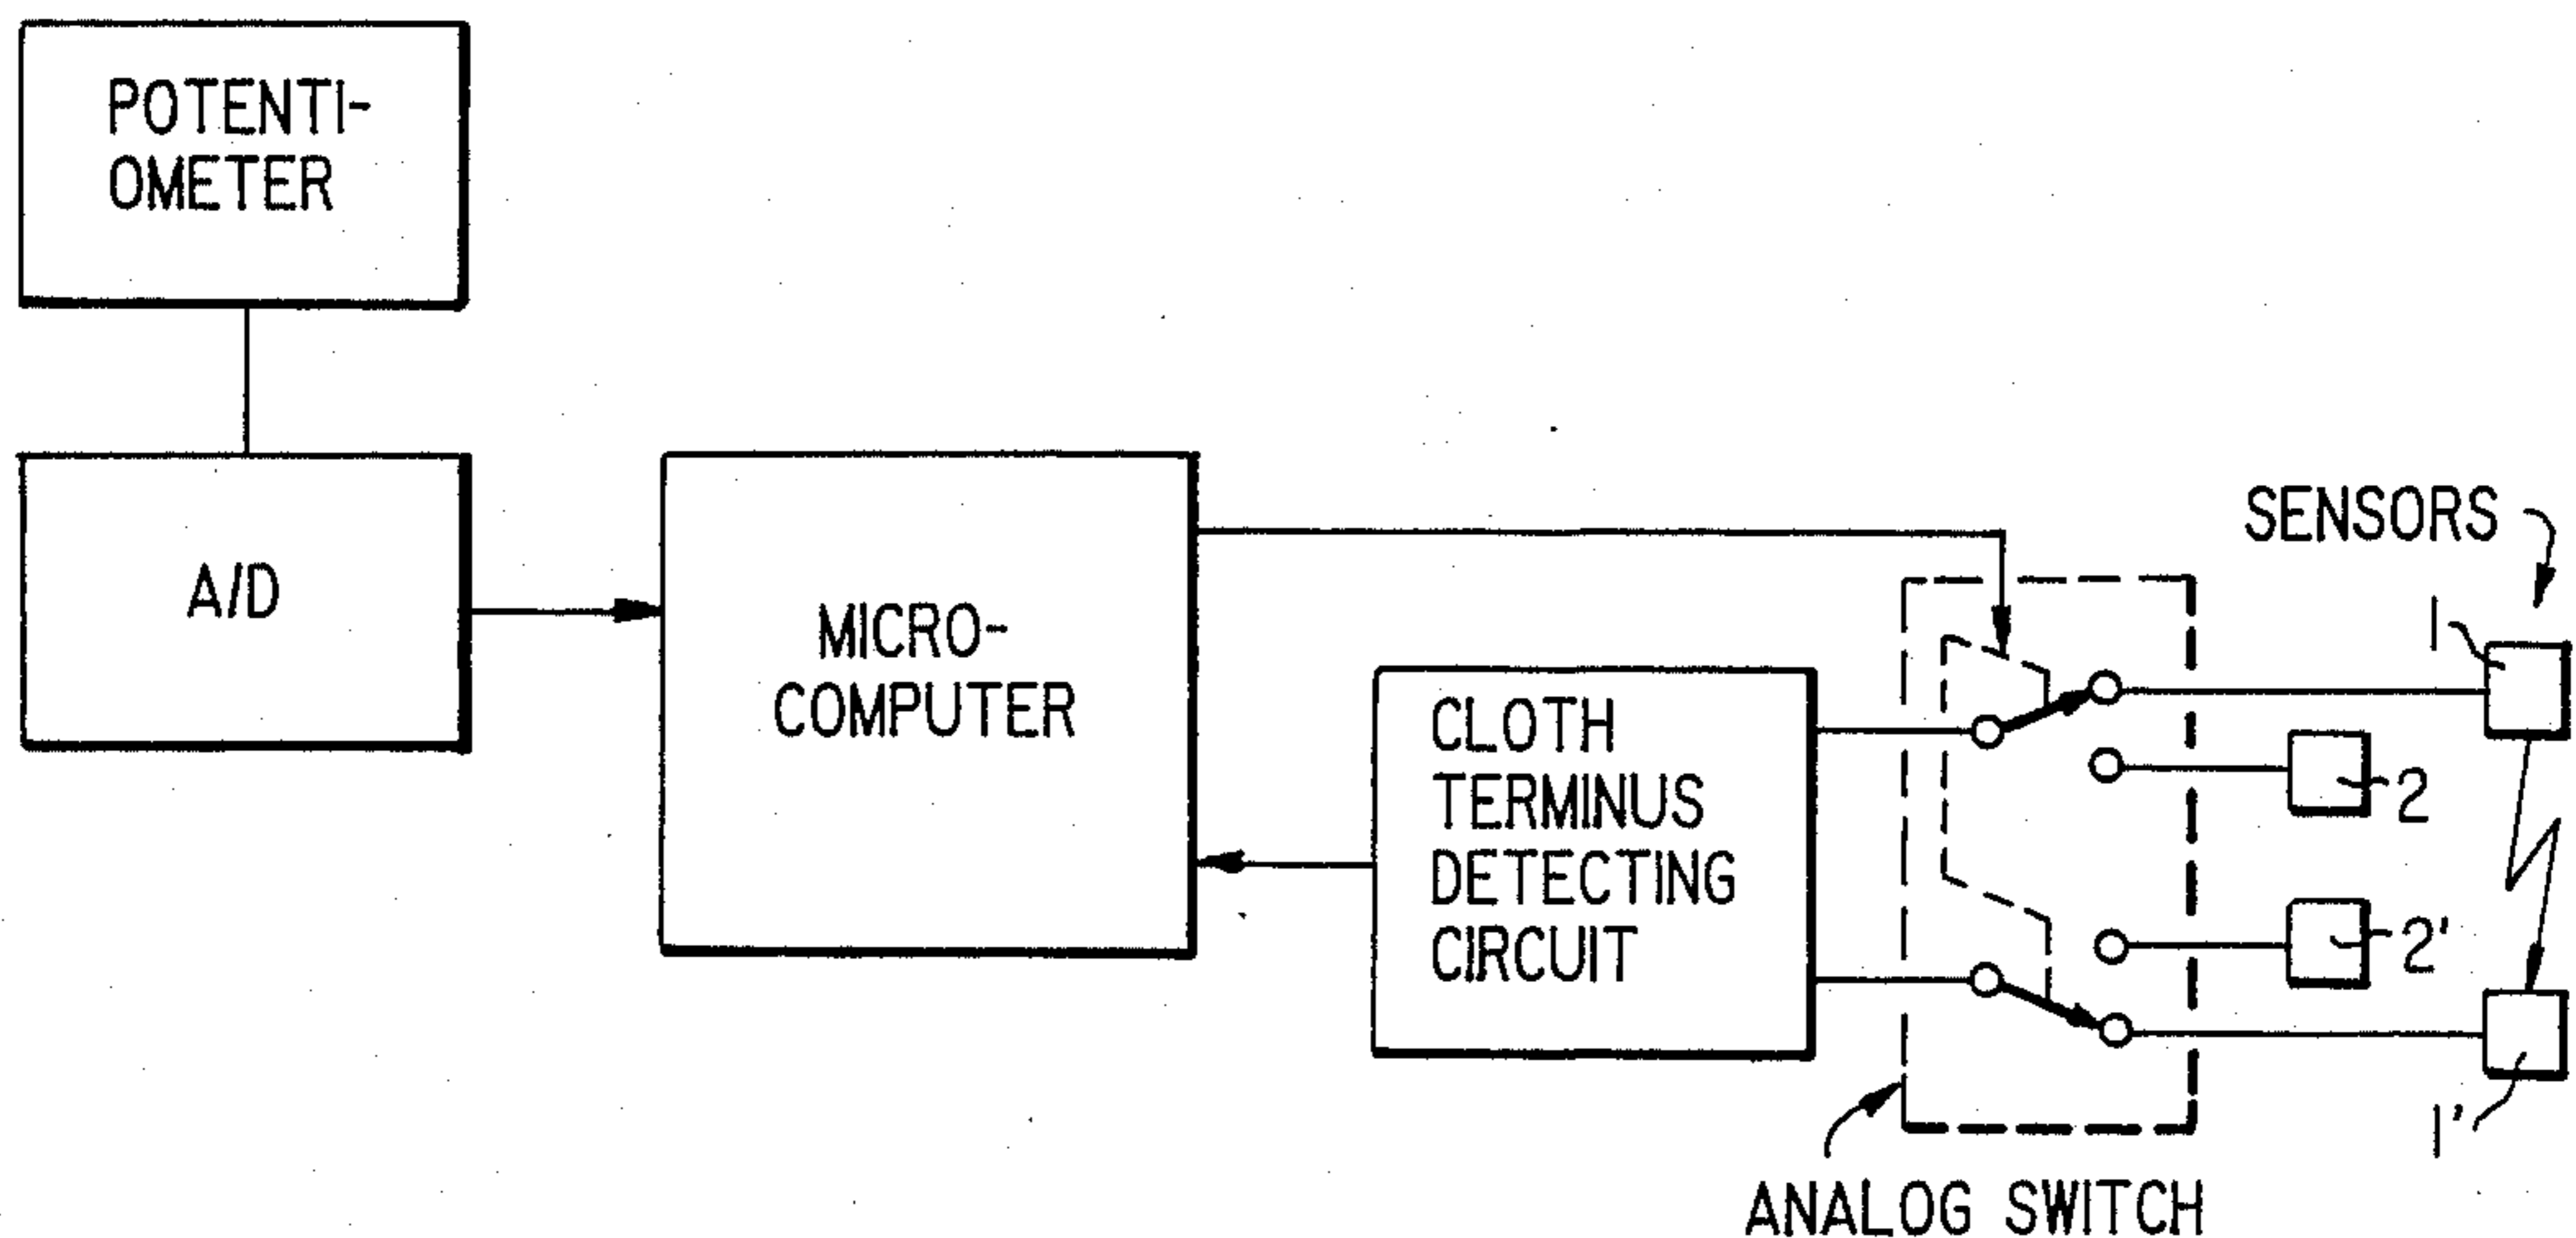 POTENTI-
OMETER
A/D
MICRO-
COMPUTER
CLOTH
TERMINUS
DETECTING
CIRCUIT
SENSORS
1
2
2'
1'
ANALOG SWITCH